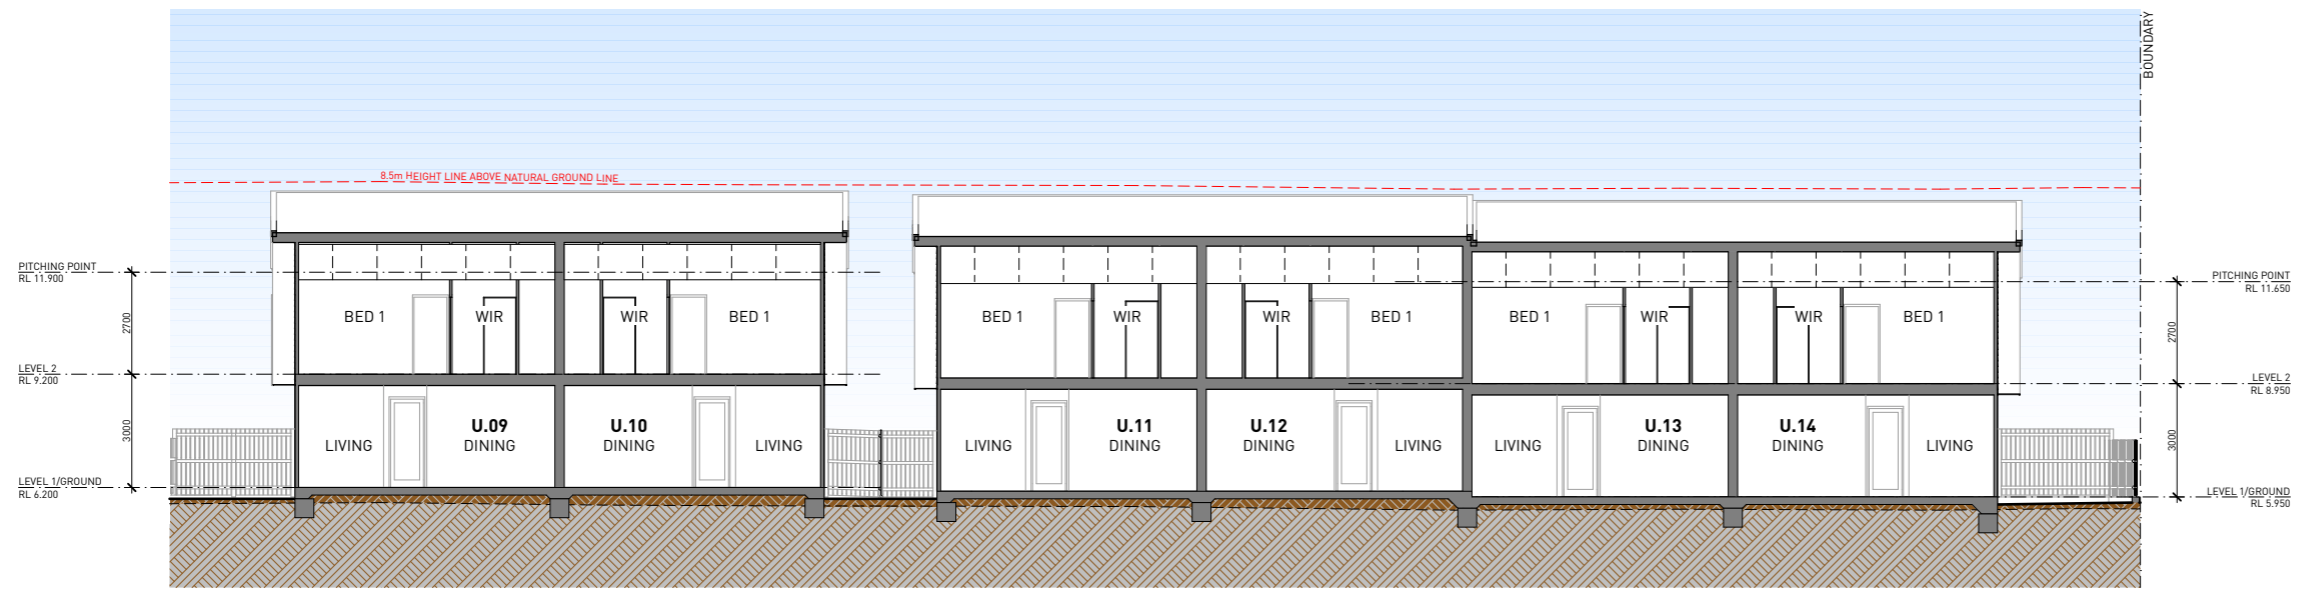 BOUNDARY
8.5m HEIGHT LINE ABOVE NATURAL GROUND LINE
PITCHING POINT
RL 11.900
2700
LEVEL 2
RL 9.200
3000
LEVEL 1/GROUND
RL 6.200
BED 1
WIR
WIR
BED 1
BED 1
WIR
WIR
BED 1
BED 1
WIR
WIR
BED 1
LIVING
U.09
DINING
U.10
DINING
LIVING
LIVING
U.11
DINING
U.12
DINING
LIVING
LIVING
U.13
DINING
U.14
DINING
LIVING
PITCHING POINT
RL 11.650
2700
LEVEL 2
RL 8.950
3000
LEVEL 1/GROUND
RL 5.950